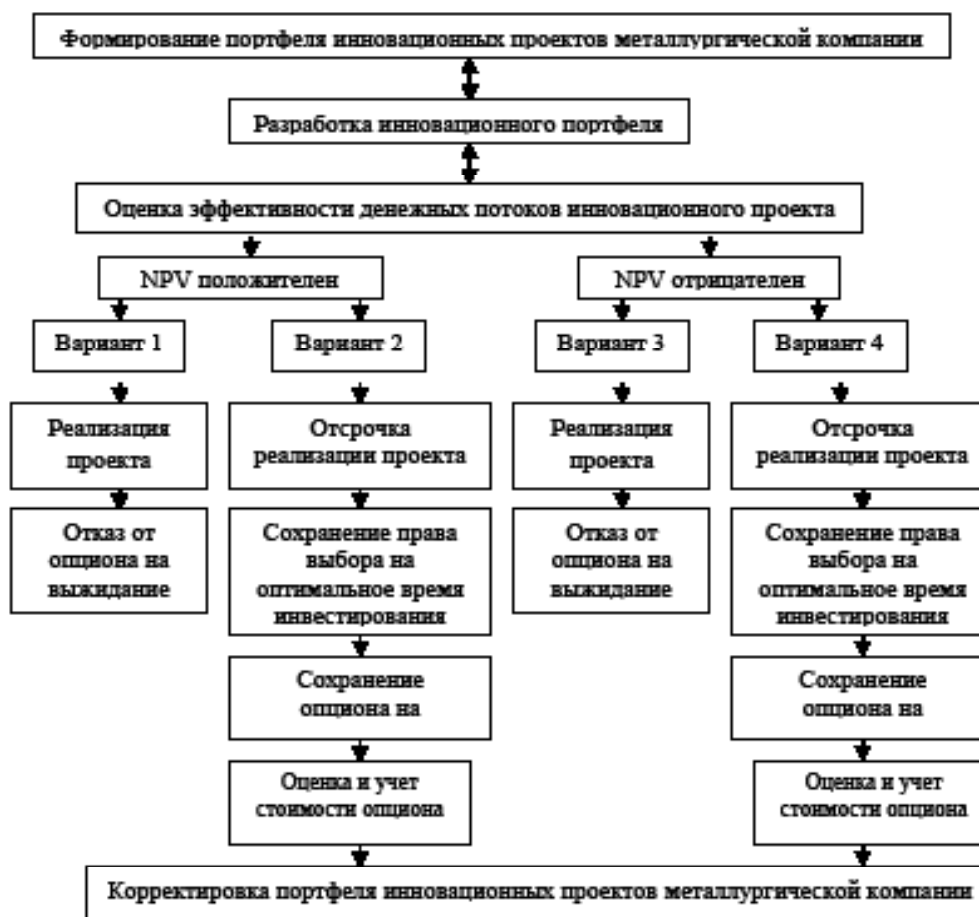 Формирование портфеля инновационных проектов металлургической компании
Разработка инновационного портфеля
Оценка эффективности денежных потоков инновационного проекта
NPV положителен
NPV отрицателен
Вариант 1
Вариант 2
Вариант 3
Вариант 4
Реализация
проекта
Отсрочка
реализации проекта
Реализация
проекта
Отсрочка
реализации проекта
Отказ от
опциона на
выжидание
Сохранение права
выбора на
оптимальное время
инвестирования
Отказ от
опциона на
выжидание
Сохранение права
выбора на
оптимальное время
инвестирования
Сохранение
опциона на
Сохранение
опциона на
Оценка и учет
стоимости опциона
Оценка и учет
стоимости опциона
Корректировка портфеля инновационных проектов металлургической компании